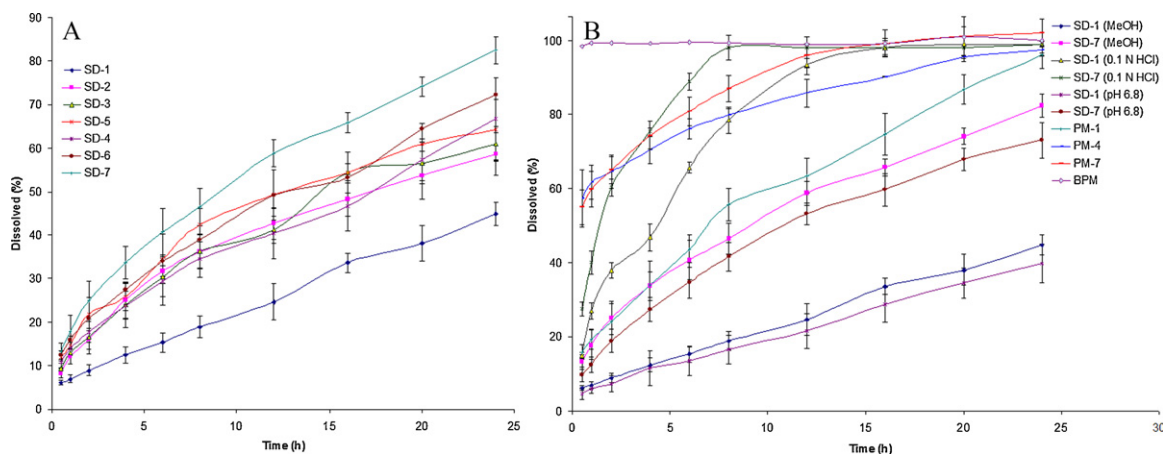 A
Dissolved (%)
90
80
70
60
50
40
30
20
10
0
0
5
10
15
20
25
Time (h)
SD-1
SD-2
SD-3
SD-5
SD-4
SD-6
SD-7
B
Dissolved (%)
100
80
60
40
20
0
0
5
10
15
20
25
30
Time (h)
SD-1 (MeOH)
SD-7 (MeOH)
SD-1 (0.1 N HCl)
SD-7 (0.1 N HCl)
SD-1 (pH 6.8)
SD-7 (pH 6.8)
PM-1
PM-4
PM-7
BPM